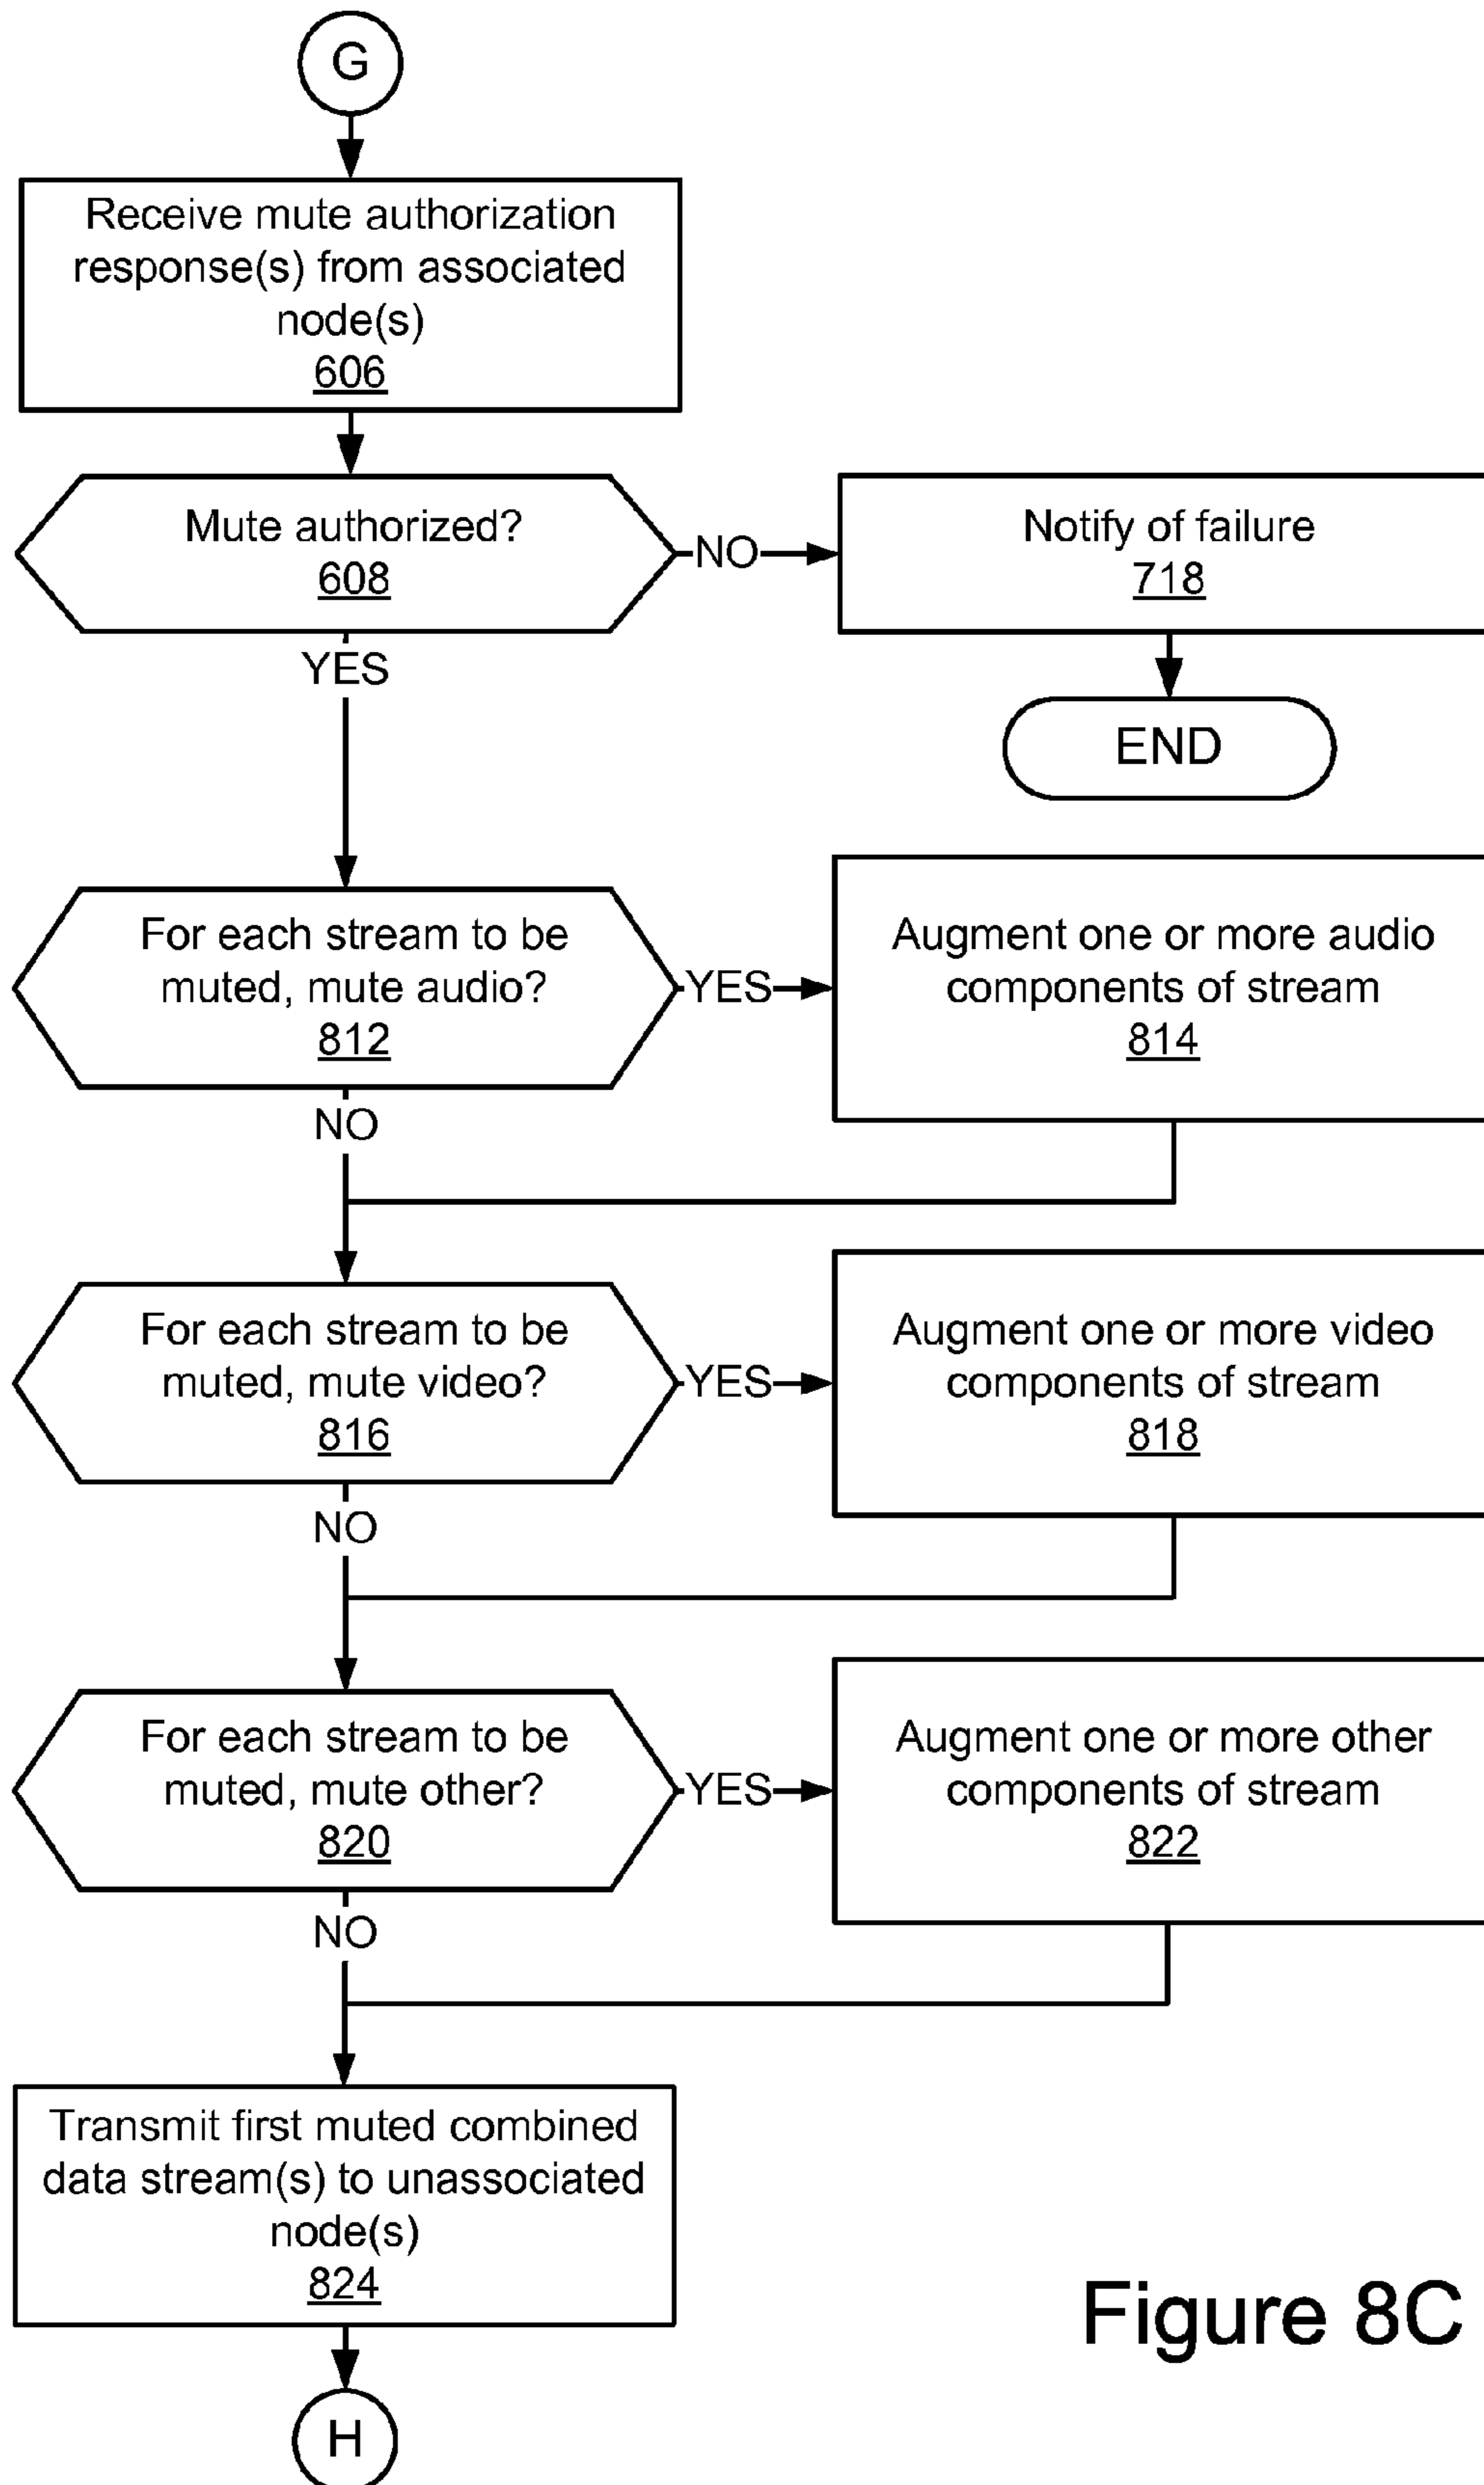 G
Receive mute authorization
response(s) from associated
node(s)
606
Mute authorized?
608
NO
Notify of failure
718
YES
END
For each stream to be
muted, mute audio?
812
YES
Augment one or more audio
components of stream
814
NO
For each stream to be
muted, mute video?
816
YES
Augment one or more video
components of stream
818
NO
For each stream to be
muted, mute other?
820
YES
Augment one or more other
components of stream
822
NO
Transmit first muted combined
data stream(s) to unassociated
node(s)
824
Figure 8C
H